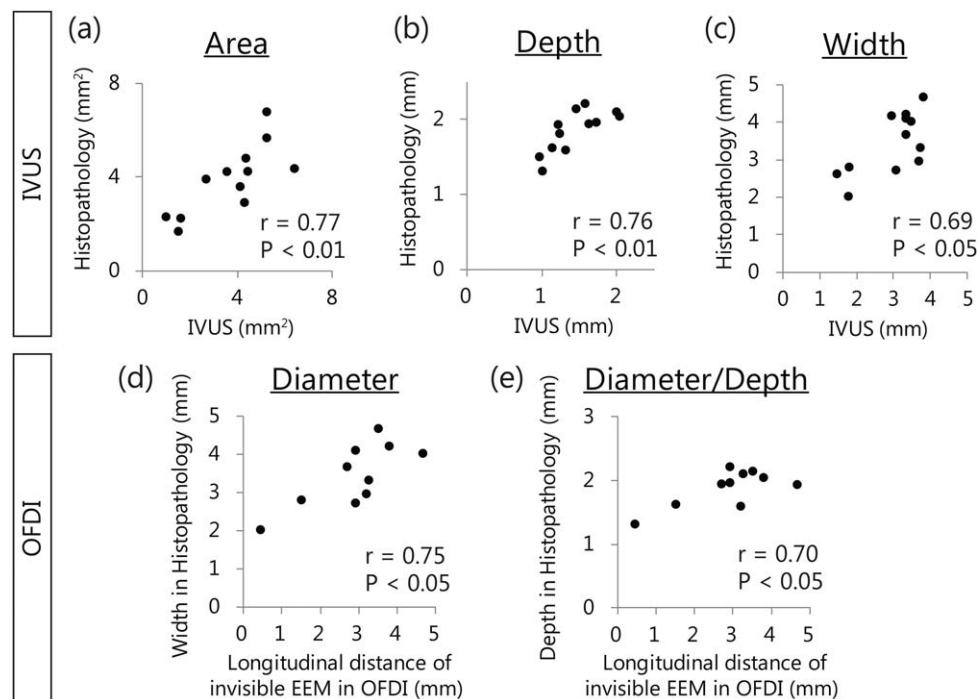 IVUS
(a)
Area
Histopathology (mm²)
8
4
0
0 4 8
IVUS (mm²)
r = 0.77
P < 0.01
(b)
Depth
Histopathology (mm)
2
1
0
0 1 2
IVUS (mm)
r = 0.76
P < 0.01
(c)
Width
Histopathology (mm)
5
4
3
2
1
0
0 1 2 3 4 5
IVUS (mm)
r = 0.69
P < 0.05
OFDI
(d)
Diameter
Width in Histopathology (mm)
5
4
3
2
1
0
0 1 2 3 4 5
Longitudinal distance of
invisible EEM in OFDI (mm)
r = 0.75
P < 0.05
(e)
Diameter/Depth
Depth in Histopathology (mm)
3
2
1
0
0 1 2 3 4 5
Longitudinal distance of
invisible EEM in OFDI (mm)
r = 0.70
P < 0.05